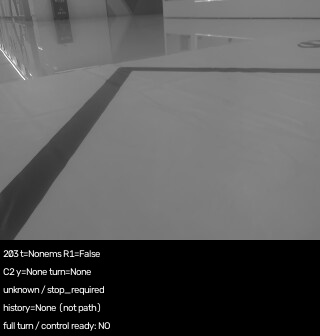 203 t=Nonems R1=False
C2 y=None turn=None
unknown / stop_required
history=None (not path)
full turn / control ready: NO